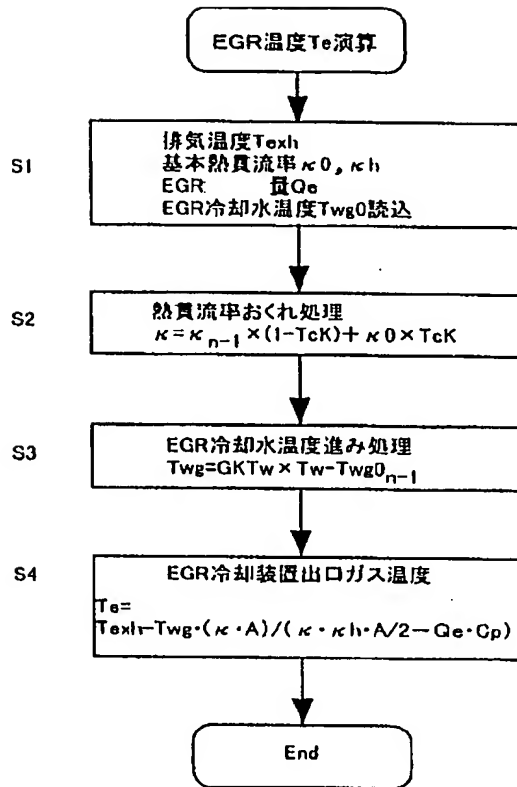 EGR温度Te演算
S1
排気温度Texh
基本熱貫流率κ0,κh
EGR 量Qe
EGR冷却水温度Twg0読込
S2
熱貫流率おくれ処理
κ=κn-1×(1-TcK)+κ0×TcK
S3
EGR冷却水温度進み処理
Twg=GKTw×Tw-Twg0n-1
S4
EGR冷却装置出口ガス温度
Te=
Texh-Twg・(κ・A)/(κ・κh・A/2-Qe・Cp)
End